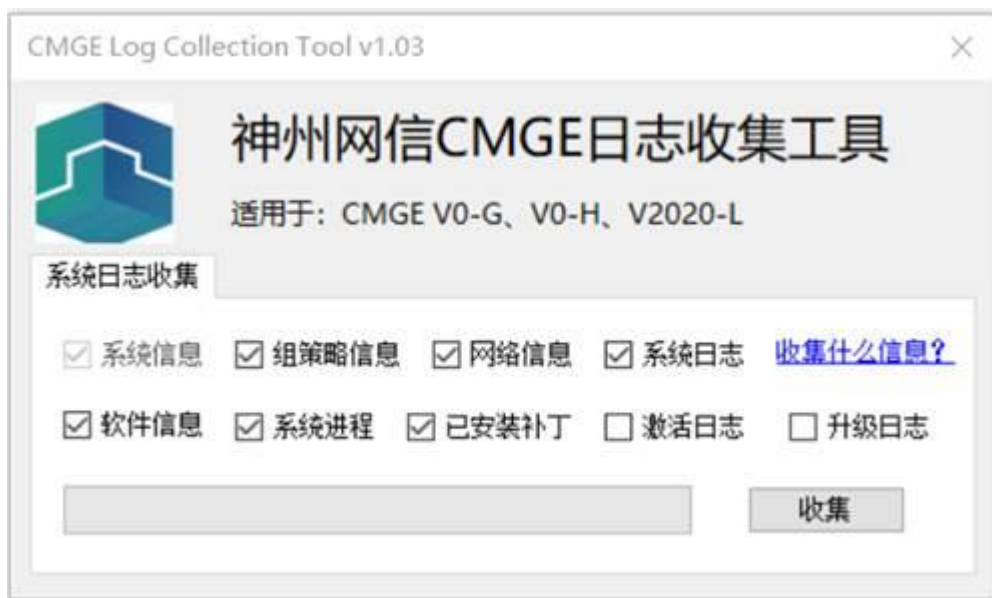 CMGE Log Collection Tool v1.03
神州网信CMGE日志收集工具
适用于：CMGE V0-G、V0-H、V2020-L
系统日志收集
系统信息 组策略信息 网络信息 系统日志 收集什么信息？
软件信息 系统进程 已安装补丁 激活日志 升级日志
收集